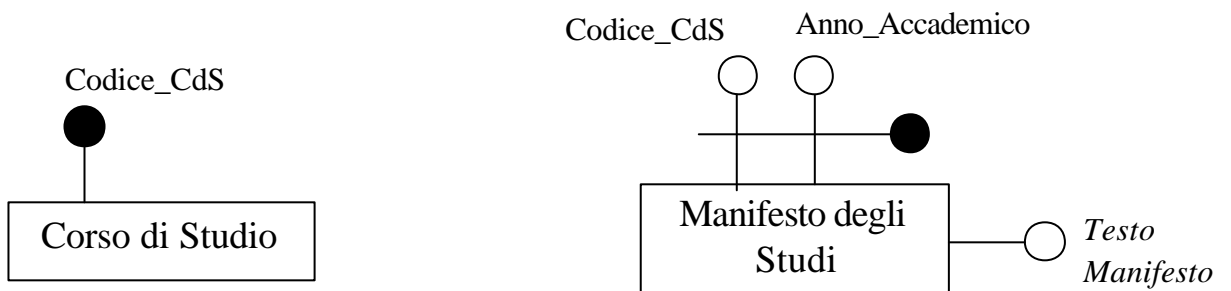 Codice_CdS
Corso di Studio
Codice_CdS
Anno_Accademico
Manifesto degli
Studi
Testo
Manifesto